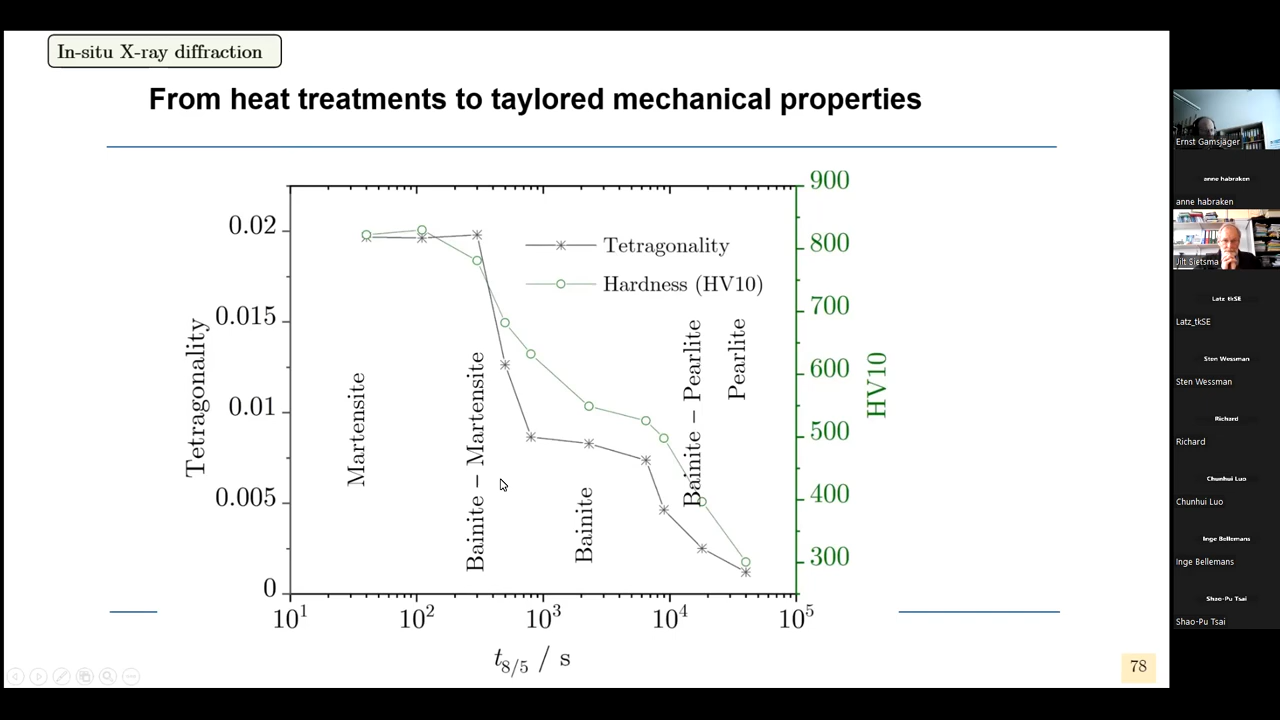 In-situ X-ray diffraction
From heat treatments to taylored mechanical properties
Tetragonality
Hardness (HV10)
0.02
0.015
0.01
0.005
0
Tetragonality
900
800
700
600
500
400
300
HV10
Martensite
Bainite – Martensite
Bainite
Bainite – Pearlite
Pearlite
10¹
10²
10³
10⁴
10⁵
t8/5 / s
78
Ernst Gamsjäger
anne habraken
anne habraken
Jilt Sietsma
Latz_tkSE
Latz_tkSE
Sten Wessman
Sten Wessman
Richard
Richard
Chunhui Luo
Chunhui Luo
Inge Bellemans
Inge Bellemans
Shao-Pu Tsai
Shao-Pu Tsai